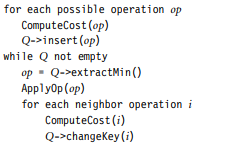 for each possible operation op
ComputeCost(op)
Q->insert(op)
while Q not empty
op = Q->extractMin()
ApplyOp(op)
for each neighbor operation i
ComputeCost(i)
Q->changeKey(i)